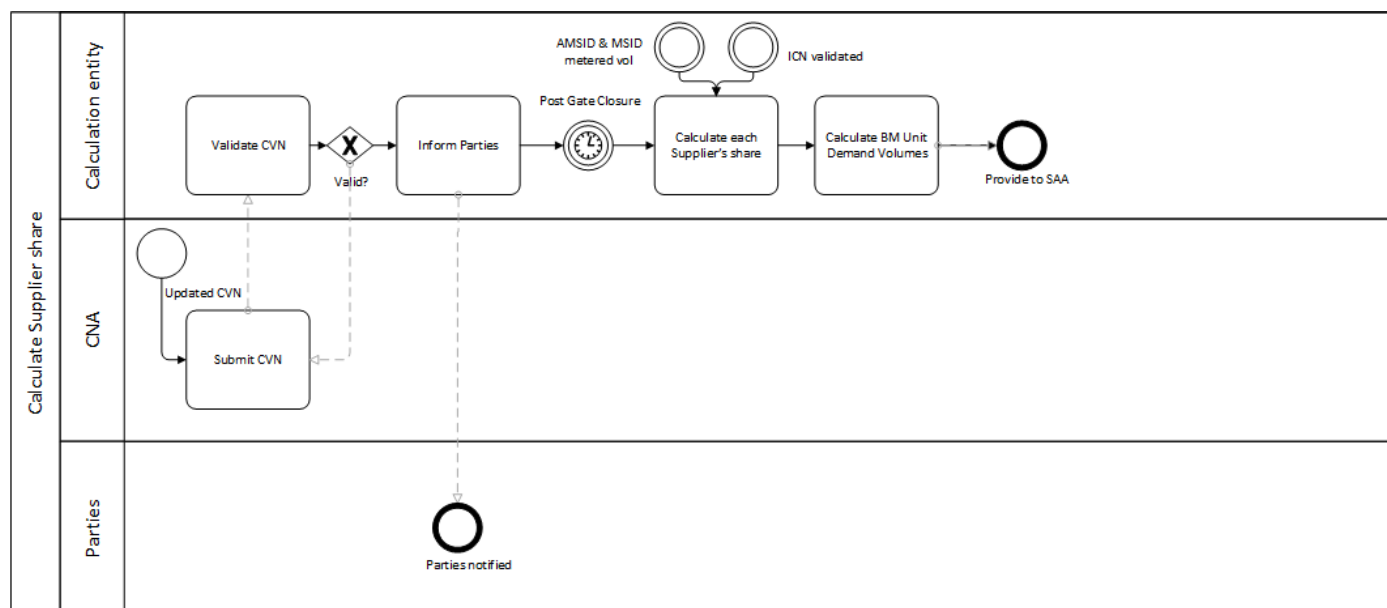 Calculate Supplier share
Calculation entity
AMSID & MSID
metered vol
ICN validated
Post Gate Closure
Validate CVN
Valid?
Inform Parties
Calculate each
Supplier's share
Calculate BM Unit
Demand Volumes
Provide to SAA
CNA
Updated CVN
Submit CVN
Parties
Parties notified